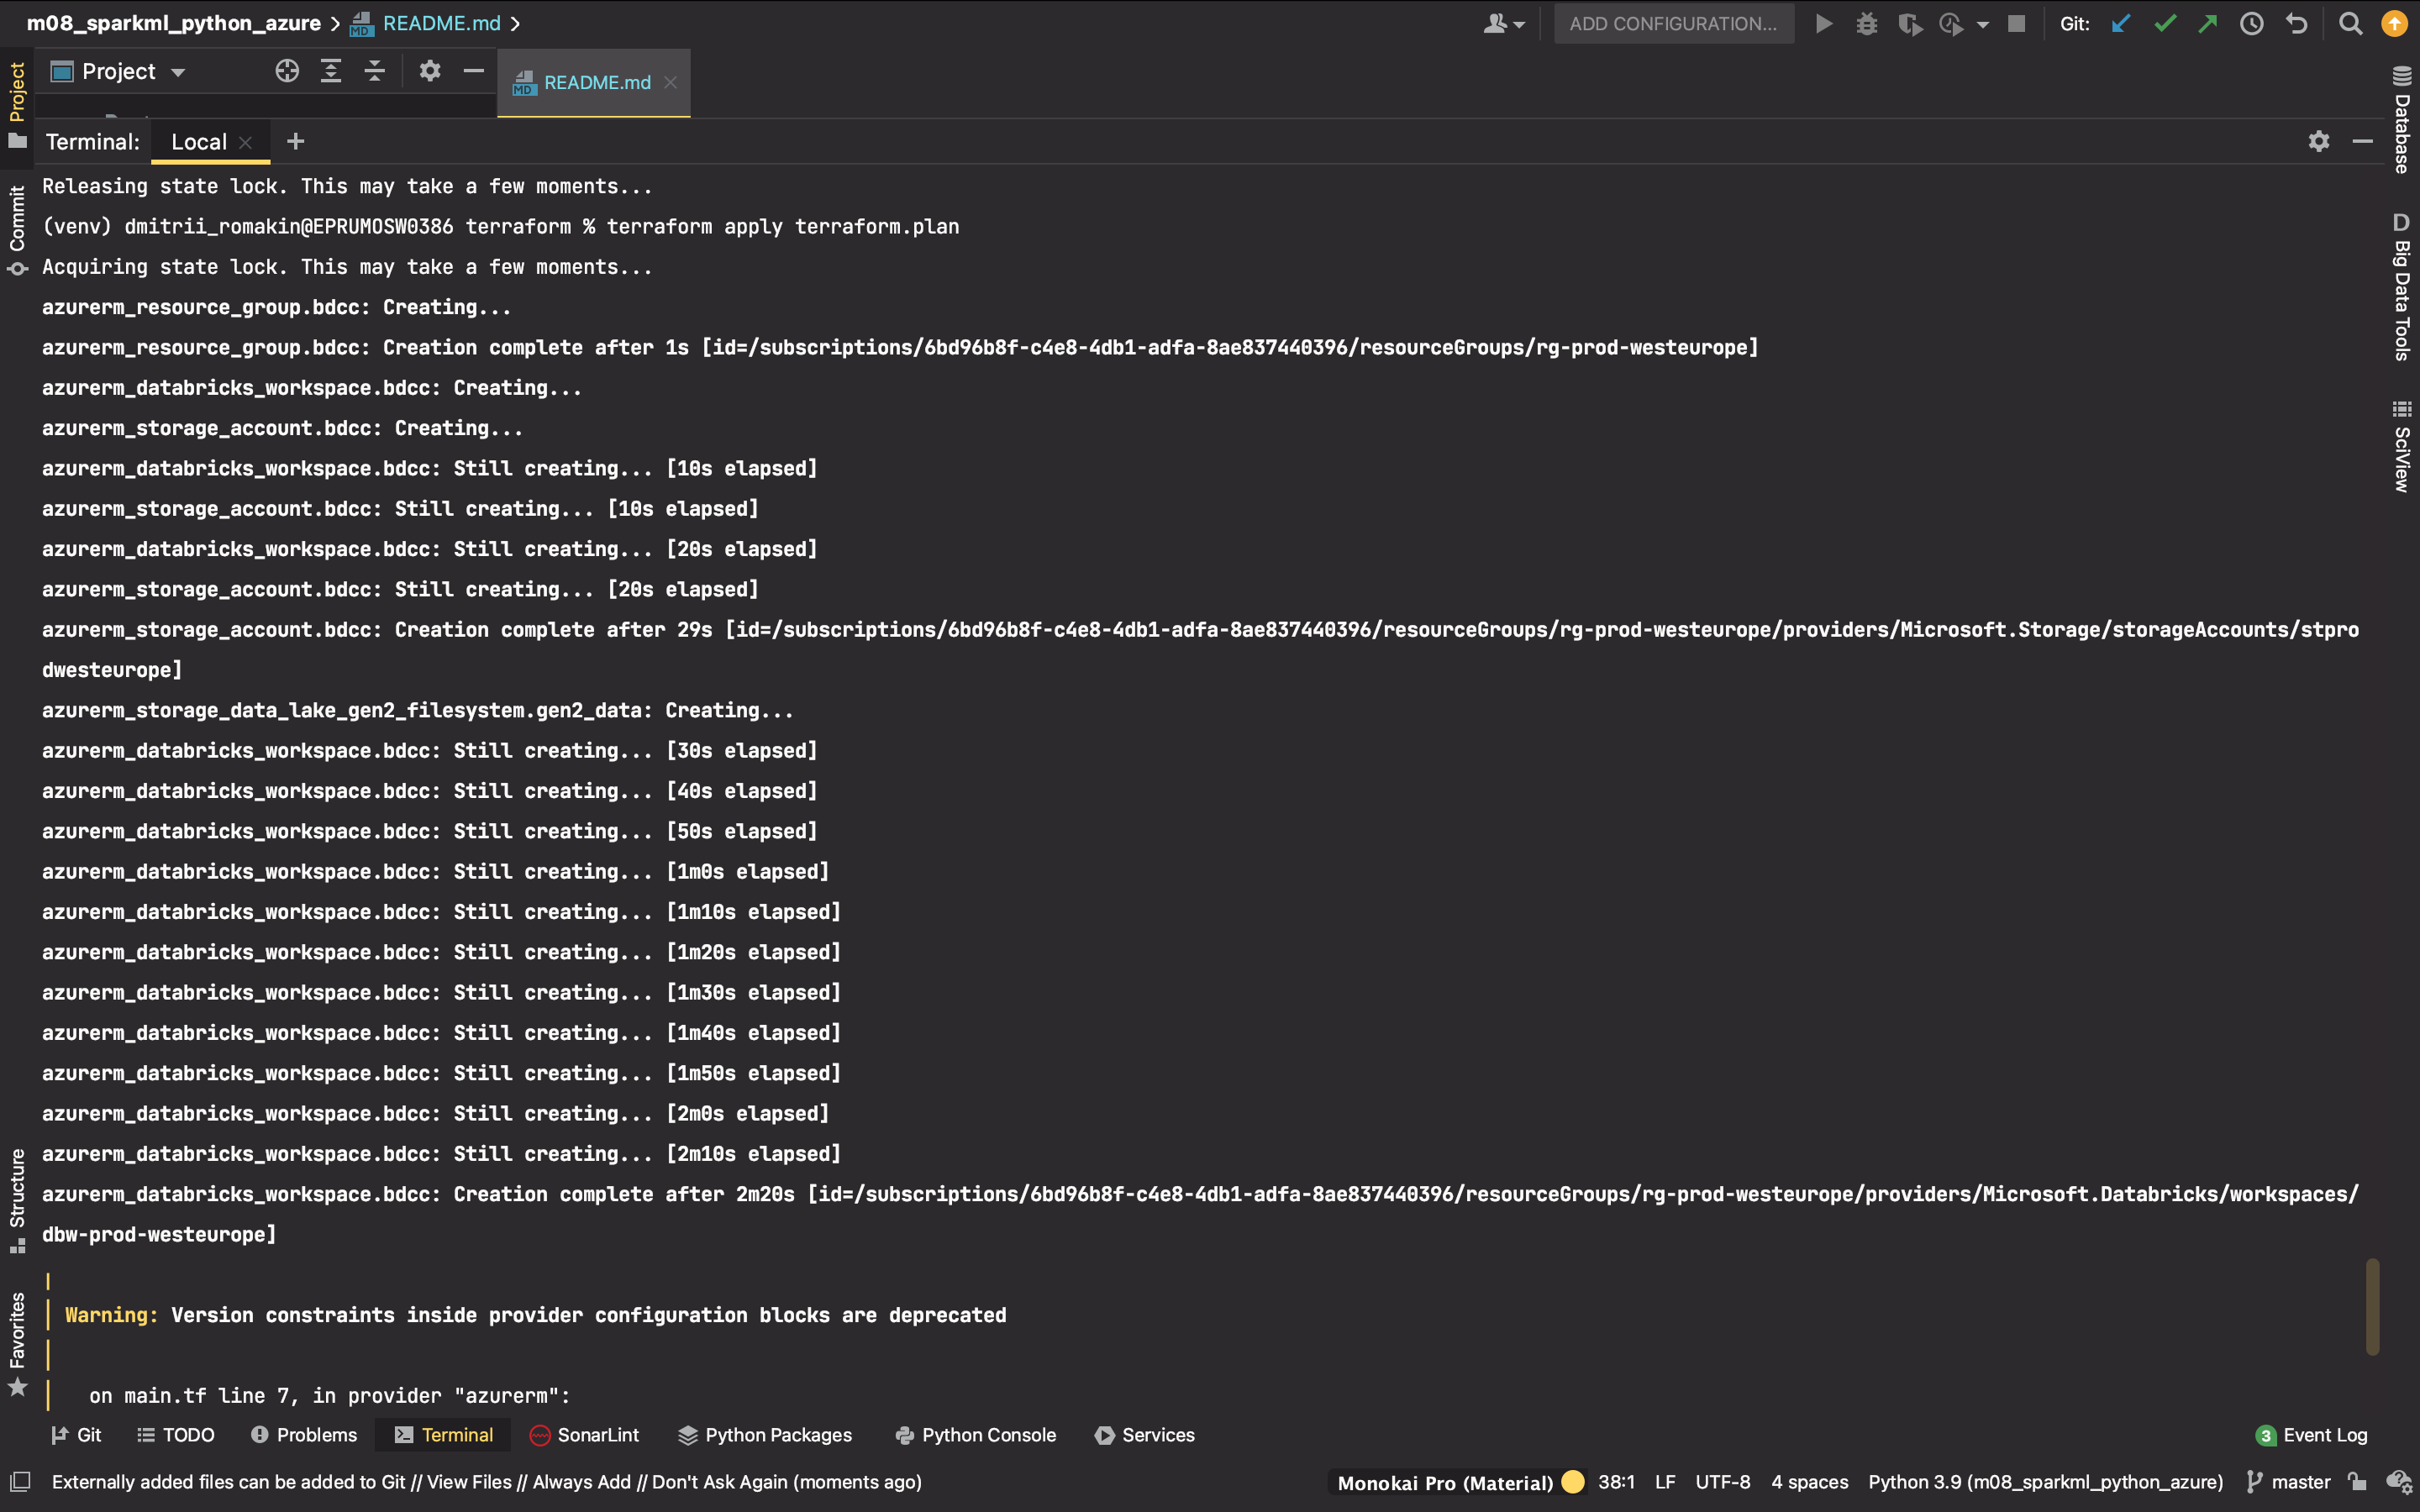 m08_sparkml_python_azure > README.md >
ADD CONFIGURATION...
Git:
Project
README.md
Terminal: Local
Releasing state lock. This may take a few moments...
(venv) dmitrii_romakin@EPRUMOSW0386 terraform % terraform apply terraform.plan
Acquiring state lock. This may take a few moments...
azurerm_resource_group.bdcc: Creating...
azurerm_resource_group.bdcc: Creation complete after 1s [id=/subscriptions/6bd96b8f-c4e8-4db1-adfa-8ae837440396/resourceGroups/rg-prod-westeurope]
azurerm_databricks_workspace.bdcc: Creating...
azurerm_storage_account.bdcc: Creating...
azurerm_databricks_workspace.bdcc: Still creating... [10s elapsed]
azurerm_storage_account.bdcc: Still creating... [10s elapsed]
azurerm_databricks_workspace.bdcc: Still creating... [20s elapsed]
azurerm_storage_account.bdcc: Still creating... [20s elapsed]
azurerm_storage_account.bdcc: Creation complete after 29s [id=/subscriptions/6bd96b8f-c4e8-4db1-adfa-8ae837440396/resourceGroups/rg-prod-westeurope/providers/Microsoft.Storage/storageAccounts/stpro
dwesteurope]
azurerm_storage_data_lake_gen2_filesystem.gen2_data: Creating...
azurerm_databricks_workspace.bdcc: Still creating... [30s elapsed]
azurerm_databricks_workspace.bdcc: Still creating... [40s elapsed]
azurerm_databricks_workspace.bdcc: Still creating... [50s elapsed]
azurerm_databricks_workspace.bdcc: Still creating... [1m0s elapsed]
azurerm_databricks_workspace.bdcc: Still creating... [1m10s elapsed]
azurerm_databricks_workspace.bdcc: Still creating... [1m20s elapsed]
azurerm_databricks_workspace.bdcc: Still creating... [1m30s elapsed]
azurerm_databricks_workspace.bdcc: Still creating... [1m40s elapsed]
azurerm_databricks_workspace.bdcc: Still creating... [1m50s elapsed]
azurerm_databricks_workspace.bdcc: Still creating... [2m0s elapsed]
azurerm_databricks_workspace.bdcc: Still creating... [2m10s elapsed]
azurerm_databricks_workspace.bdcc: Creation complete after 2m20s [id=/subscriptions/6bd96b8f-c4e8-4db1-adfa-8ae837440396/resourceGroups/rg-prod-westeurope/providers/Microsoft.Databricks/workspaces/
dbw-prod-westeurope]
Warning: Version constraints inside provider configuration blocks are deprecated
on main.tf line 7, in provider "azurerm":
Project
Commit
Structure
Favorites
Database
D Big Data Tools
SciView
Git TODO Problems Terminal SonarLint Python Packages Python Console Services
3 Event Log
Externally added files can be added to Git // View Files // Always Add // Don't Ask Again (moments ago)
Monokai Pro (Material) 38:1 LF UTF-8 4 spaces Python 3.9 (m08_sparkml_python_azure) master